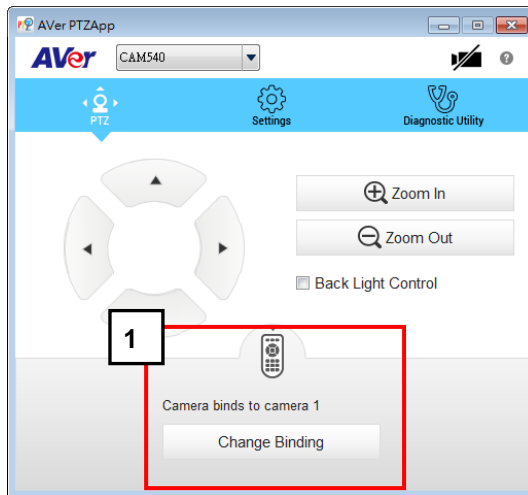 AVer PTZApp
AVer CAM540 ?
PTZ Settings Diagnostic Utility
Zoom In
Zoom Out
Back Light Control
1
Camera binds to camera 1
Change Binding